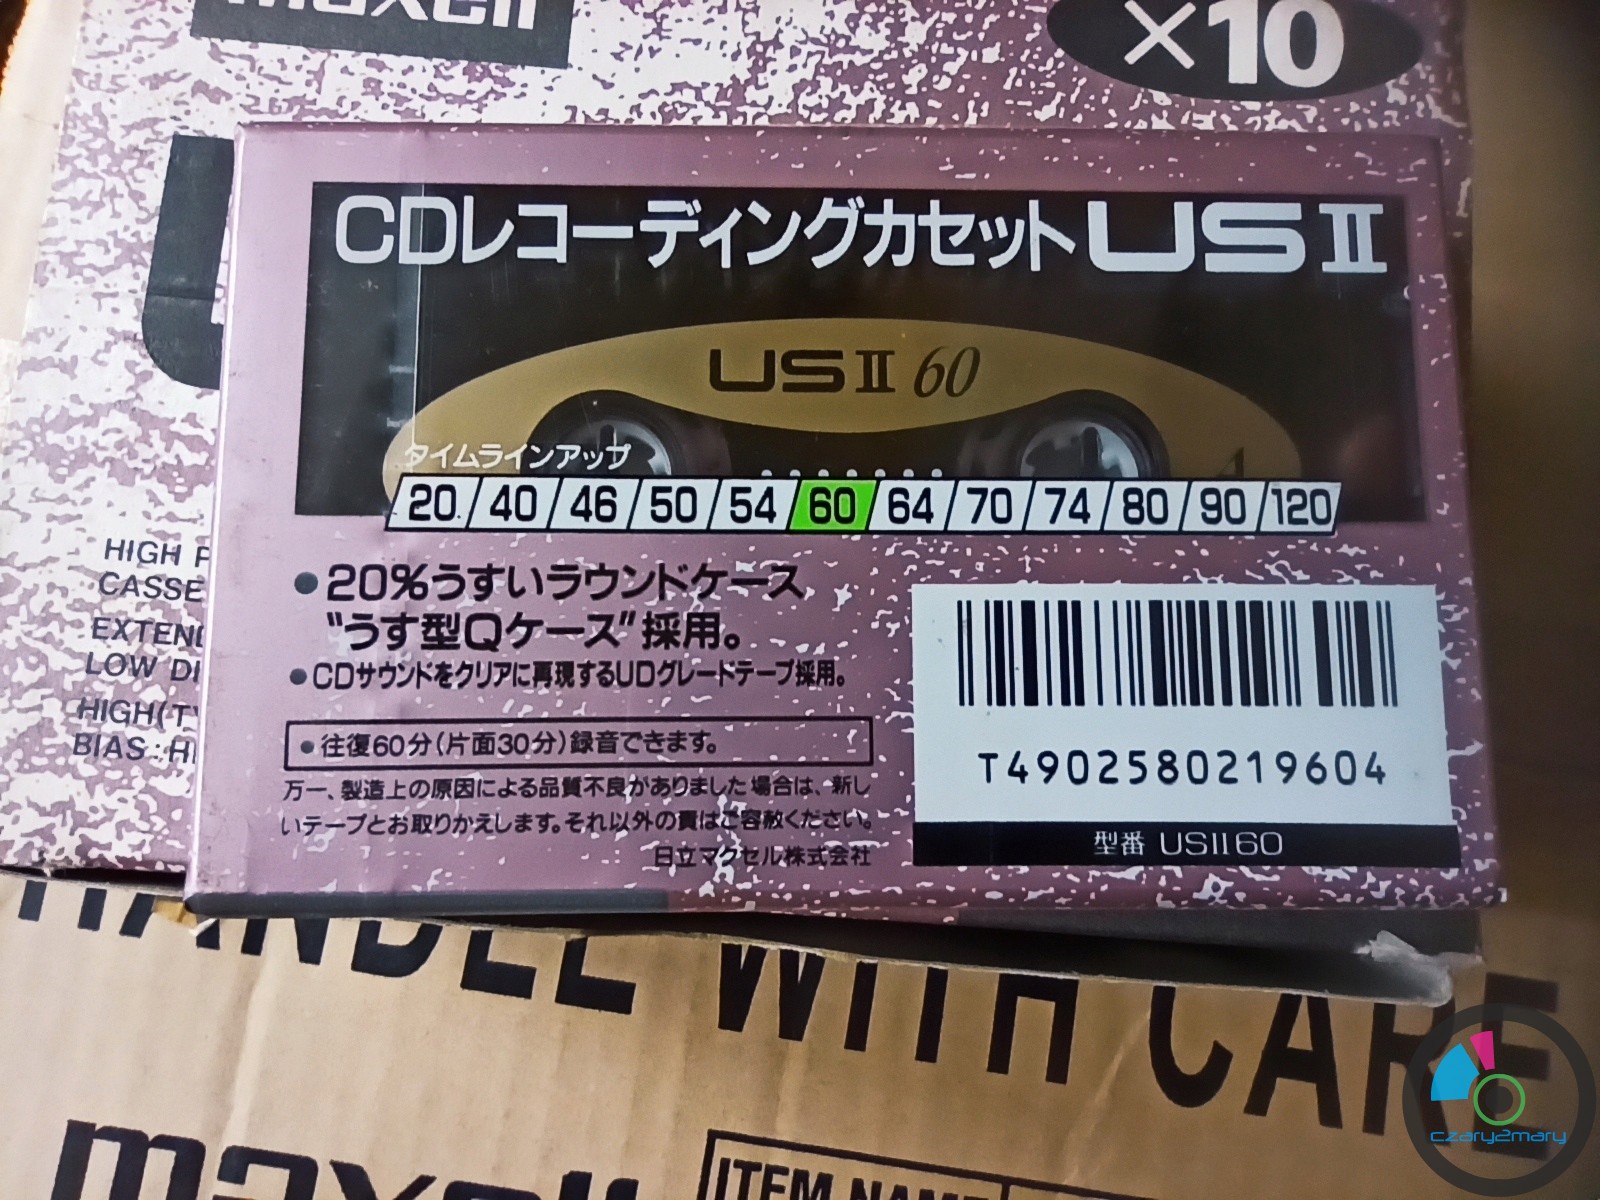 maxell
×10
CDレコーディングカセットUSⅡ
USⅡ 60
A
タイムラインアップ
20 40 46 50 54 60 64 70 74 80 90 120
HIGH
CASSE
EXTEND
LOW DI
HIGH(TY
BIAS:HI
●20%うすいラウンドケース
"うす型Qケース"採用。
●CDサウンドをクリアに再現するUDグレードテープ採用。
●往復60分(片面30分)録音できます。
万一、製造上の原因による品質不良がありました場合は、新し
いテープとお取りかえします。それ以外の責はご容赦ください。
日立マクセル株式会社
T4902580219604
型番 USII60
HANDLE WITH CARE
maxell
ITEM NAME
czary2mary